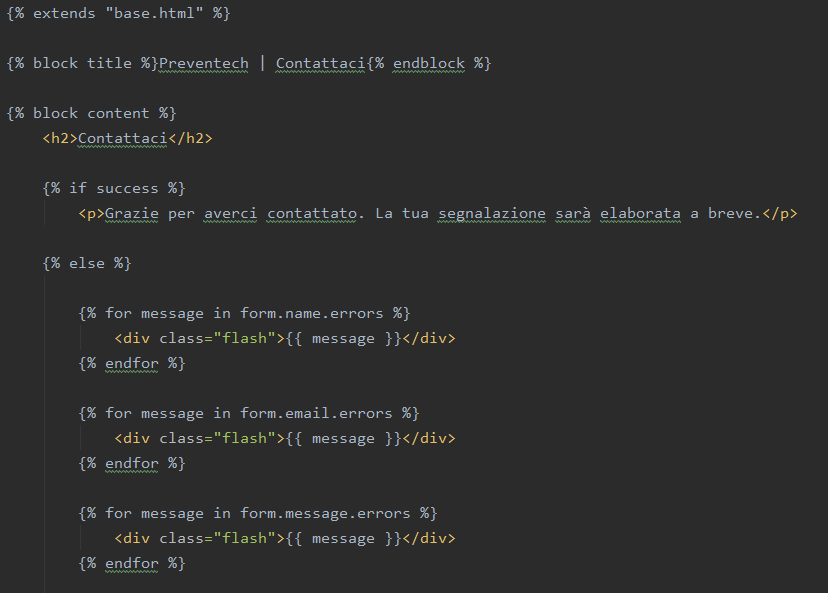 {% extends "base.html" %}
{% block title %}Preventech | Contattaci{% endblock %}
{% block content %}
<h2>Contattaci</h2>
{% if success %}
<p>Grazie per averci contattato. La tua segnalazione sarà elaborata a breve.</p>
{% else %}
{% for message in form.name.errors %}
<div class="flash">{{ message }}</div>
{% endfor %}
{% for message in form.email.errors %}
<div class="flash">{{ message }}</div>
{% endfor %}
{% for message in form.message.errors %}
<div class="flash">{{ message }}</div>
{% endfor %}